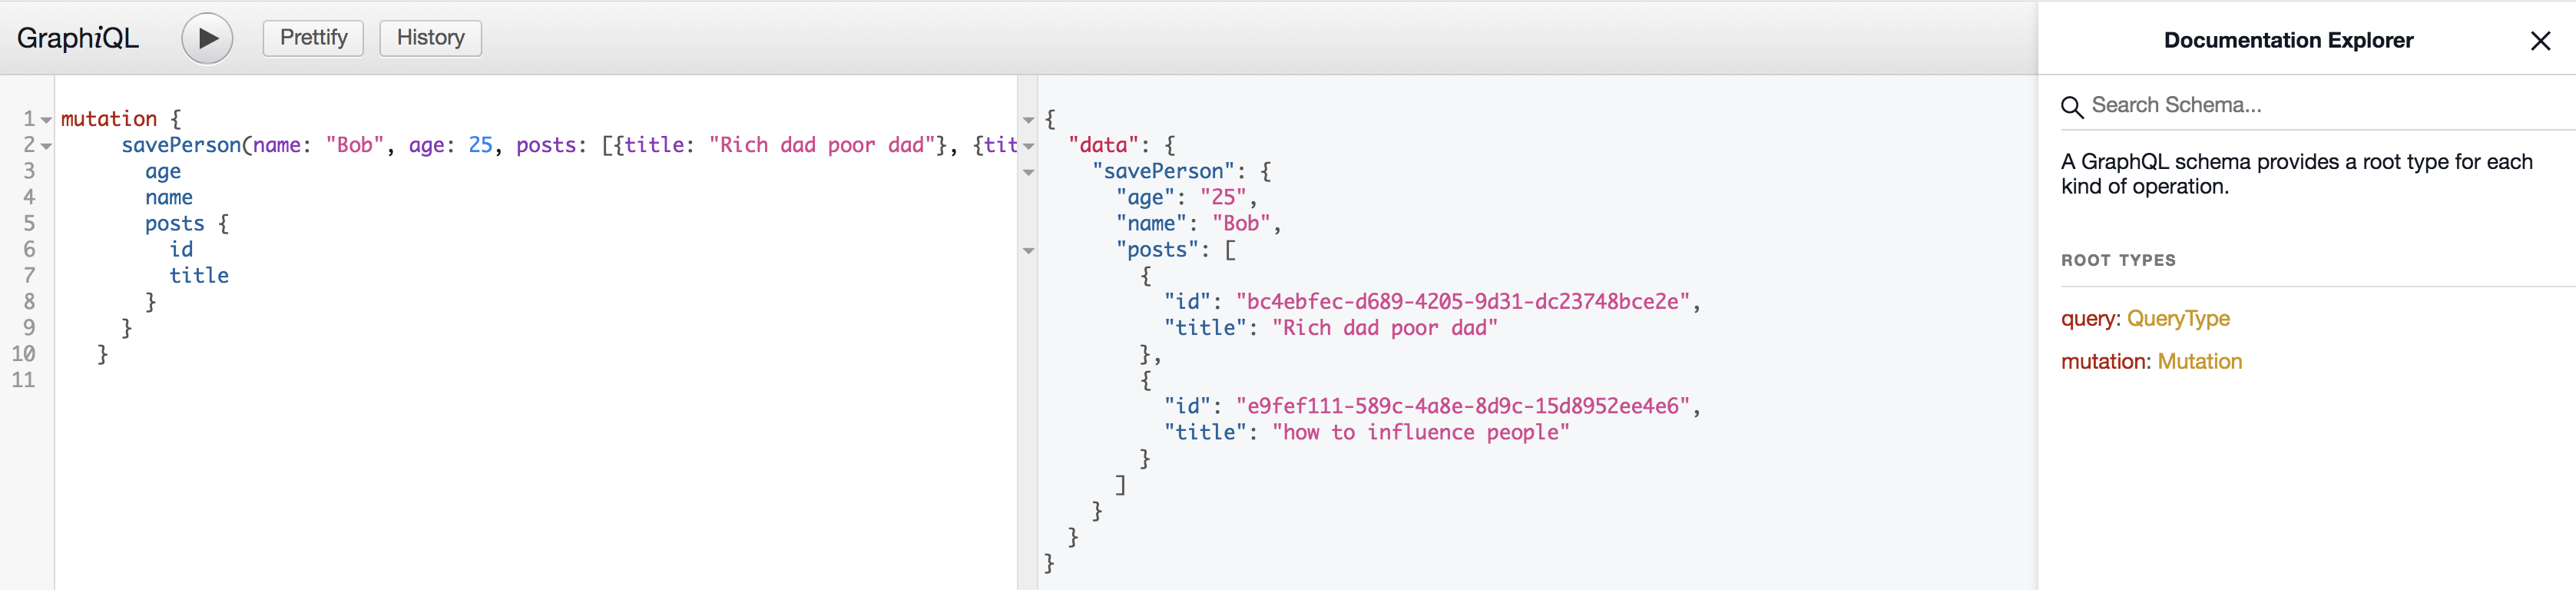 GraphiQL
Prettify
History
Documentation Explorer
1 mutation {
2 savePerson(name: "Bob", age: 25, posts: [{title: "Rich dad poor dad"}, {tit
3 age
4 name
5 posts {
6 id
7 title
8 }
9 }
10 }
11
{
"data": {
"savePerson": {
"age": "25",
"name": "Bob",
"posts": [
{
"id": "bc4ebfec-d689-4205-9d31-dc23748bce2e",
"title": "Rich dad poor dad"
},
{
"id": "e9fef111-589c-4a8e-8d9c-15d8952ee4e6",
"title": "how to influence people"
}
]
}
}
}
Search Schema...
A GraphQL schema provides a root type for each
kind of operation.
ROOT TYPES
query: QueryType
mutation: Mutation